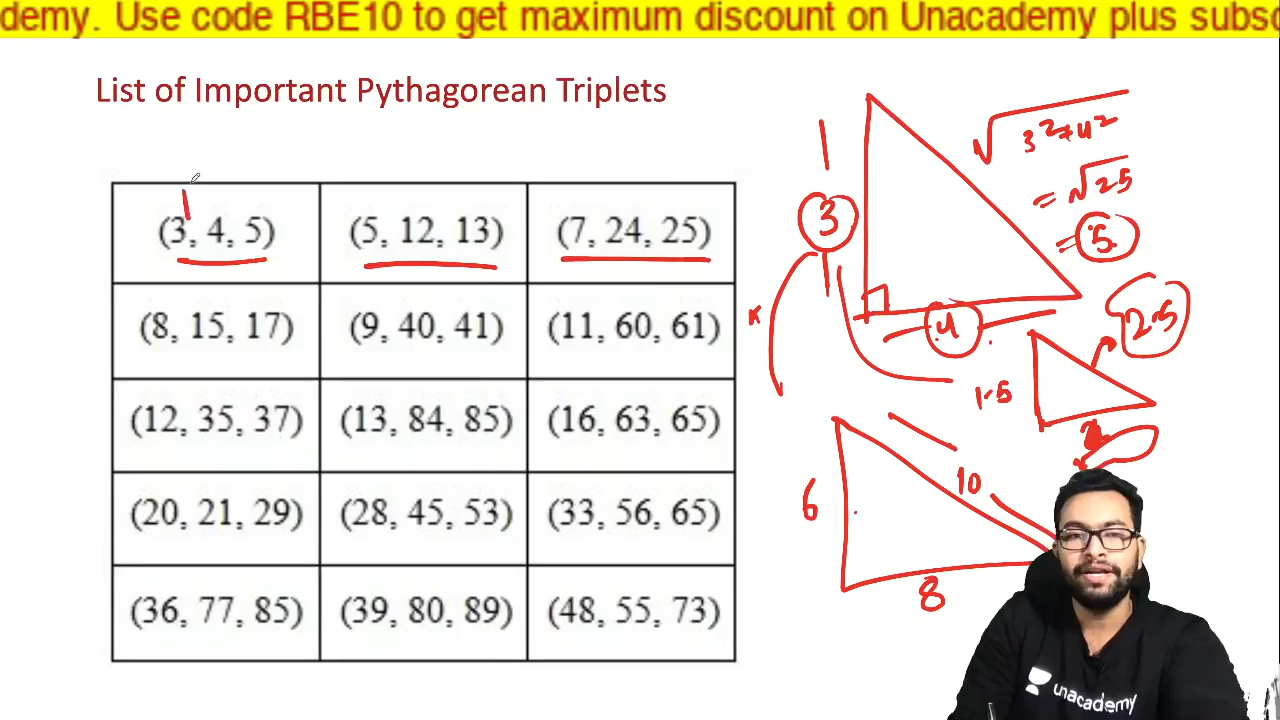 demy. Use code RBE10 to get maximum discount on Unacademy plus subsc
List of Important Pythagorean Triplets
(3, 4, 5) (5, 12, 13) (7, 24, 25)
(8, 15, 17) (9, 40, 41) (11, 60, 61)
(12, 35, 37) (13, 84, 85) (16, 63, 65)
(20, 21, 29) (28, 45, 53) (33, 56, 65)
(36, 77, 85) (39, 80, 89) (48, 55, 73)
√3²+4²
= √25
= 5
3
4
2.5
1.5
6
10
8
unacademy